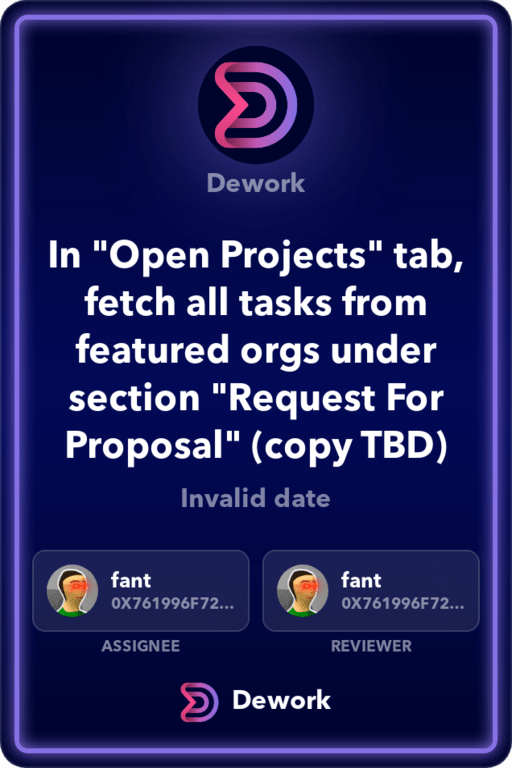 Dework
In "Open Projects" tab,
fetch all tasks from
featured orgs under
section "Request For
Proposal" (copy TBD)
Invalid date
fant
0X761996F72...
ASSIGNEE
fant
0X761996F72...
REVIEWER
Dework